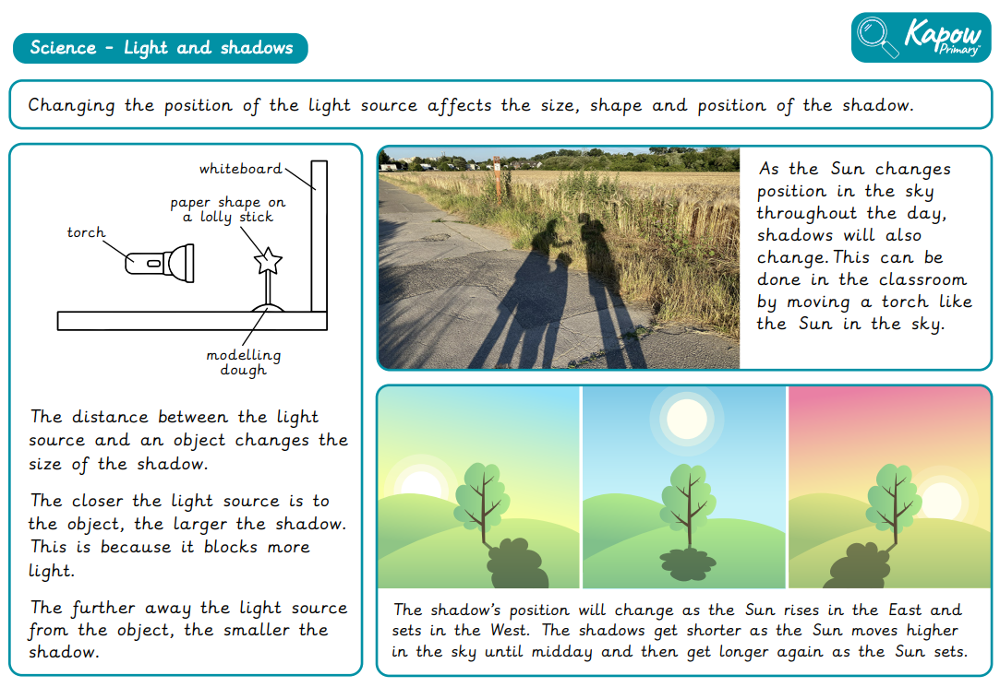 Science - Light and shadows
Kapow
Primary™
Changing the position of the light source affects the size, shape and position of the shadow.
whiteboard
paper shape on
a lolly stick
torch
modelling
dough
The distance between the light
source and an object changes the
size of the shadow.
The closer the light source is to
the object, the larger the shadow.
This is because it blocks more
light.
The further away the light source
from the object, the smaller the
shadow.
As the Sun changes
position in the sky
throughout the day,
shadows will also
change. This can be
done in the classroom
by moving a torch like
the Sun in the sky.
The shadow's position will change as the Sun rises in the East and
sets in the West. The shadows get shorter as the Sun moves higher
in the sky until midday and then get longer again as the Sun sets.